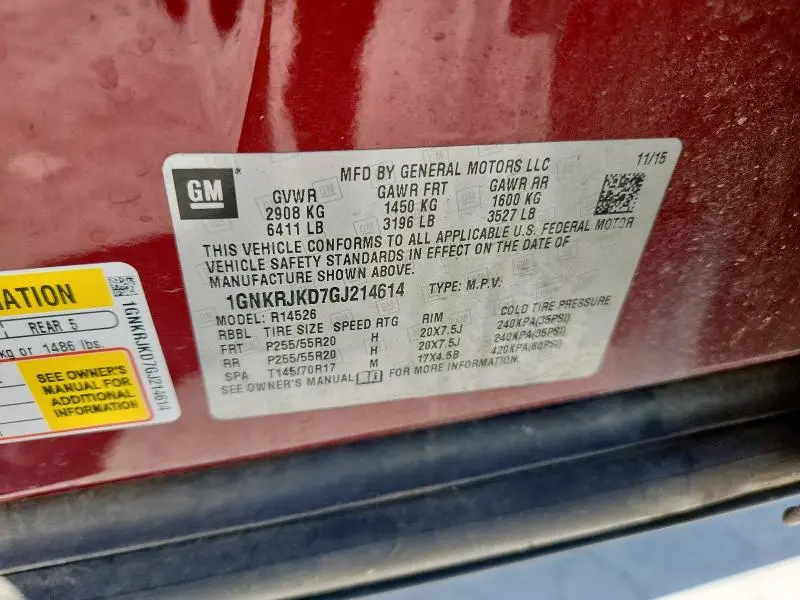 GM
MFD BY GENERAL MOTORS LLC 11/15
GVWR GAWR FRT GAWR RR
2908 KG 1450 KG 1600 KG
6411 LB 3196 LB 3527 LB
THIS VEHICLE CONFORMS TO ALL APPLICABLE U.S. FEDERAL MOTOR
VEHICLE SAFETY STANDARDS IN EFFECT ON THE DATE OF
MANUFACTURE SHOWN ABOVE.
1GNKRJKD7GJ214614 TYPE: M.P.V.
MODEL: R14526
RBBL TIRE SIZE SPEED RTG RIM COLD TIRE PRESSURE
FRT P255/55R20 H 20X7.5J 240KPA(35PSI)
RR P255/55R20 H 20X7.5J 240KPA(35PSI)
SPA T145/70R17 M 17X4.5B 420KPA(60PSI)
SEE OWNER'S MANUAL FOR MORE INFORMATION.
REAR 5
kg or 1486 lbs.
SEE OWNER'S
MANUAL FOR
ADDITIONAL
INFORMATION
1GNKRJKD7GJ214614